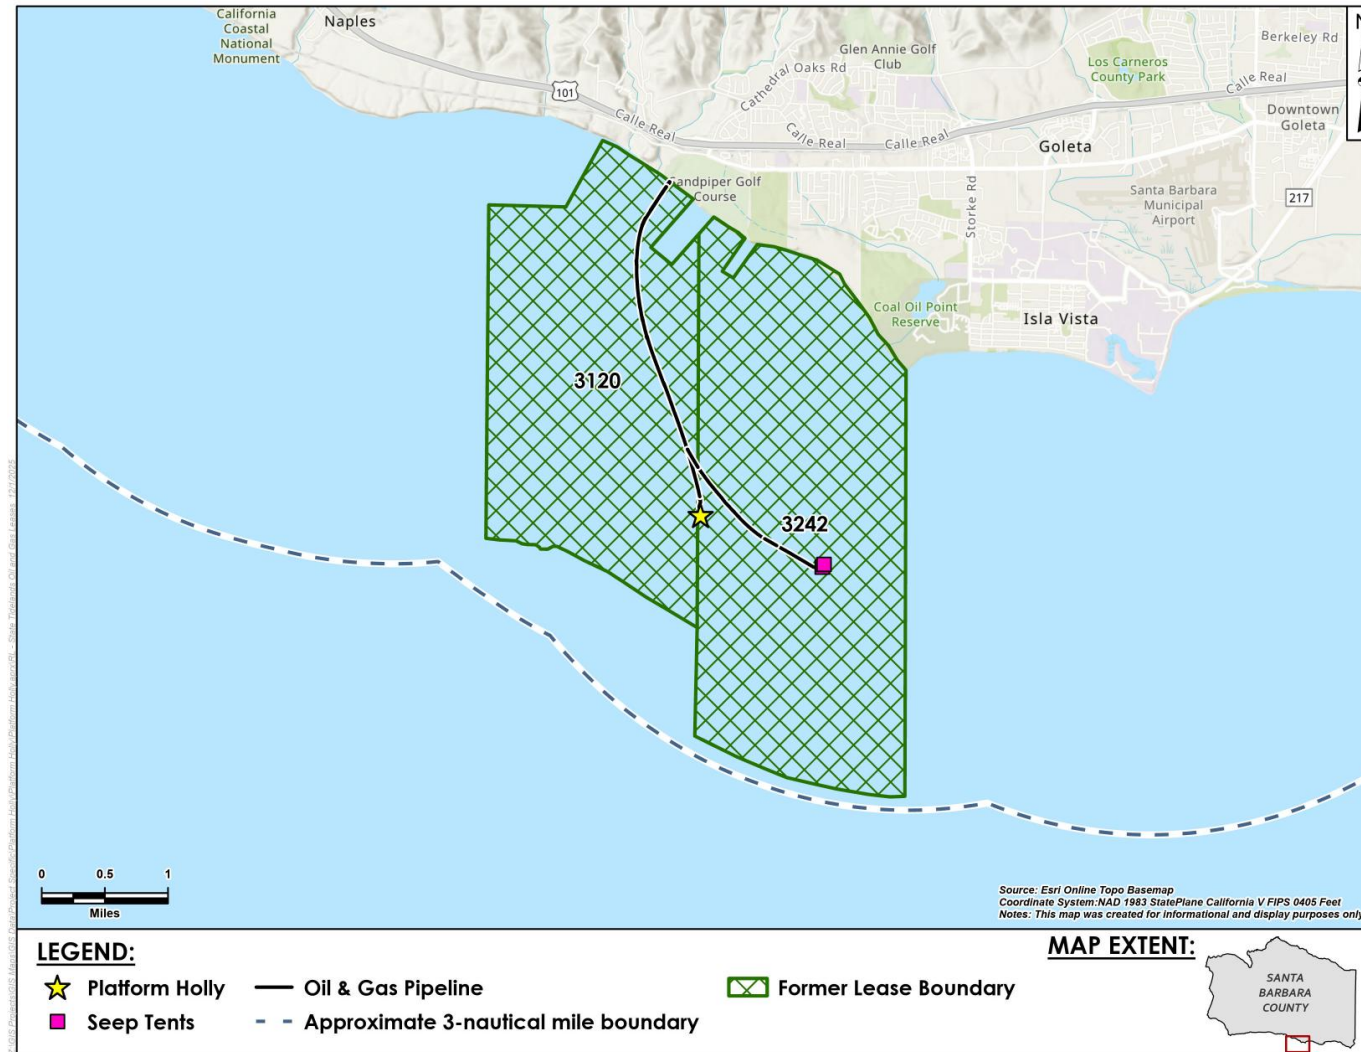 California
Coastal
National
Monument
Naples
101
Calle Real
Cathedral Oaks Rd
Glen Annie Golf
Club
Calle Real
Calle Real
Los Carneros
County Park
Berkeley Rd
Calle Real
Downtown
Goleta
N
Goleta
Sandpiper Golf
Course
Storke Rd
Santa Barbara
Municipal
Airport
217
Coal Oil Point
Reserve
Isla Vista
3120
3242
0 0.5 1
Miles
Source: Esri Online Topo Basemap
Coordinate System:NAD 1983 StatePlane California V FIPS 0405 Feet
Notes: This map was created for informational and display purposes only
LEGEND:
Platform Holly
Oil & Gas Pipeline
Former Lease Boundary
Seep Tents
Approximate 3-nautical mile boundary
MAP EXTENT:
SANTA
BARBARA
COUNTY